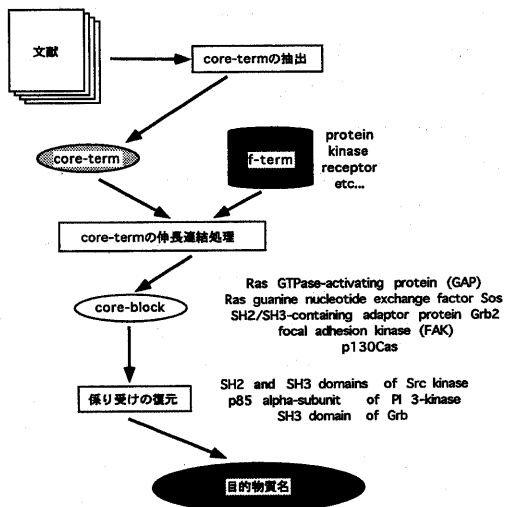 文献
core-termの抽出
core-term
f-term
protein
kinase
receptor
etc...
core-termの伸長連結処理
core-block
Ras GTPase-activating protein (GAP)
Ras guanine nucleotide exchange factor Sos
SH2/SH3-containing adaptor protein Grb2
focal adhesion kinase (FAK)
p130Cas
係り受けの復元
SH2 and SH3 domains of Src kinase
p85 alpha-subunit of PI 3-kinase
SH3 domain of Grb
目的物質名